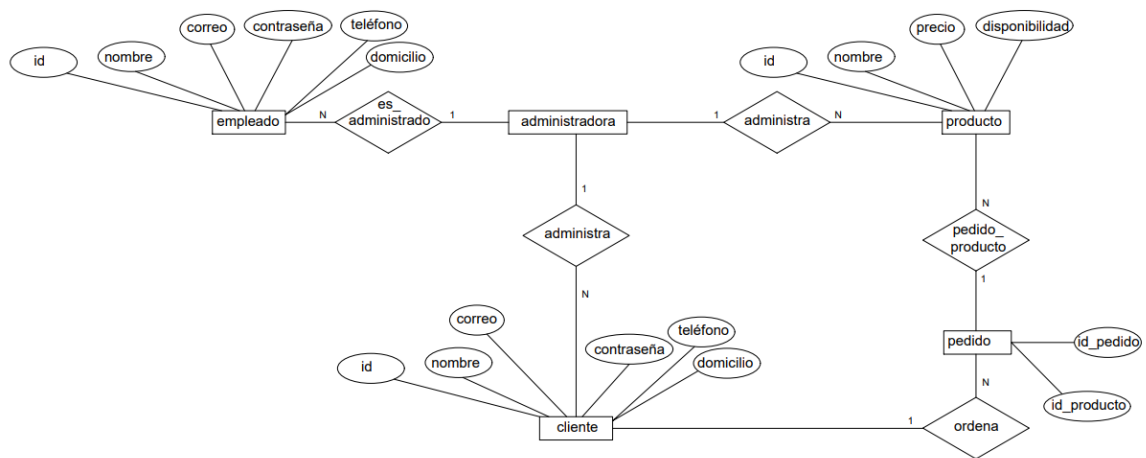 correo
contraseña
teléfono
id
nombre
domicilio
precio
disponibilidad
id
nombre
empleado
N
es_
administrado
1
administradora
1
administra
N
producto
1
administra
N
N
pedido_
producto
1
correo
teléfono
nombre
contraseña
id
domicilio
pedido
id_pedido
N
id_producto
cliente
1
ordena